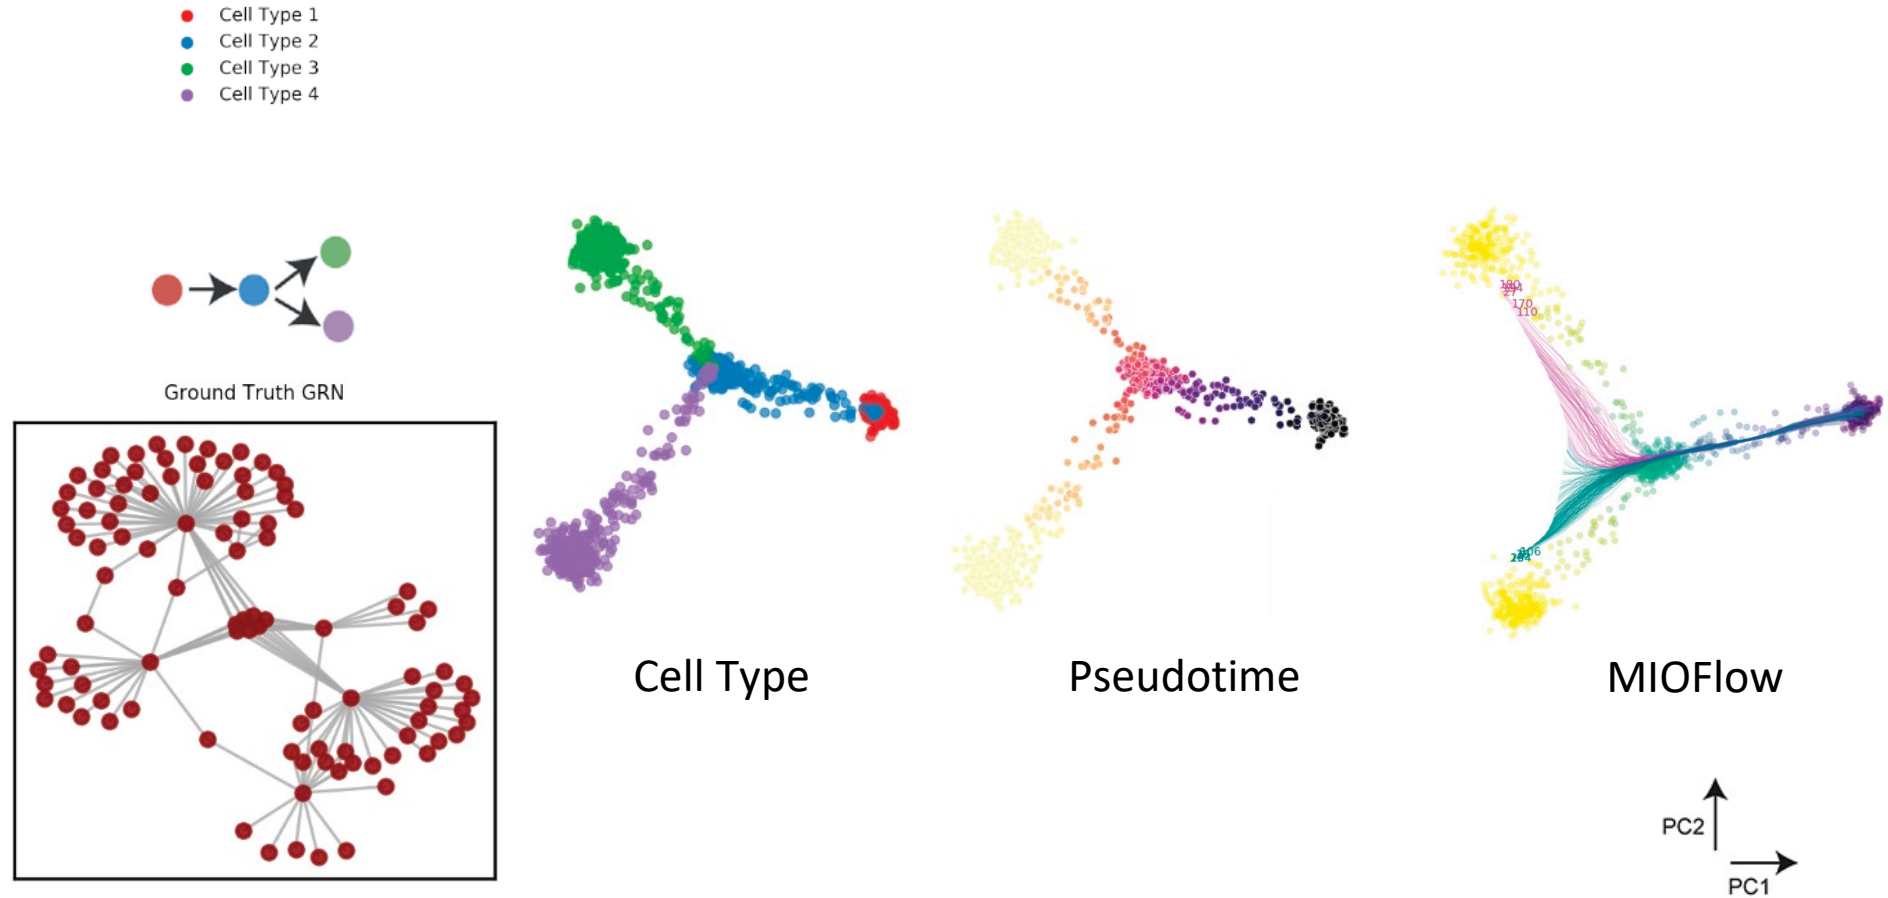 Cell Type 1
Cell Type 2
Cell Type 3
Cell Type 4
Ground Truth GRN
170
110
106
Cell Type
Pseudotime
MIOFlow
PC2
PC1